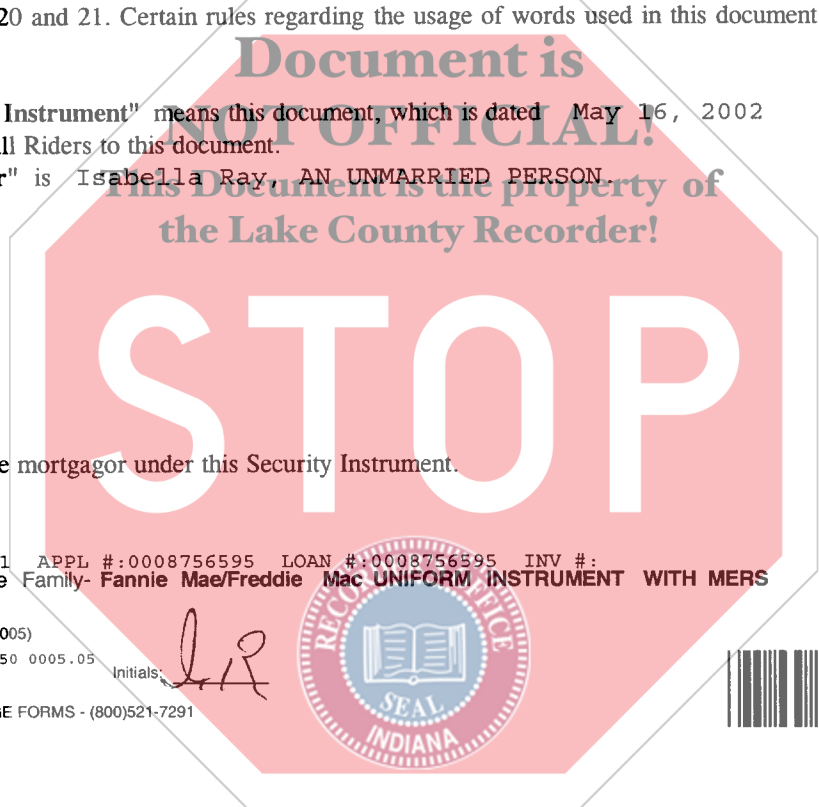 20 and 21. Certain rules regarding the usage of words used in this document
Document is
Instrument" means this document, which is dated May 16, 2002
NOT OFFICIAL!
ll Riders to this document.
r" is Isabella Ray, AN UNMARRIED PERSON.
This Document is the property of
the Lake County Recorder!
STOP
e mortgagor under this Security Instrument.
1 APPL #:0008756595 LOAN #:0008756595 INV #:
e Family- Fannie Mae/Freddie Mac UNIFORM INSTRUMENT WITH MERS
005)
50 0005.05
Initials: IR
GE FORMS - (800)521-7291
RECORDER'S OFFICE
SEAL
INDIANA